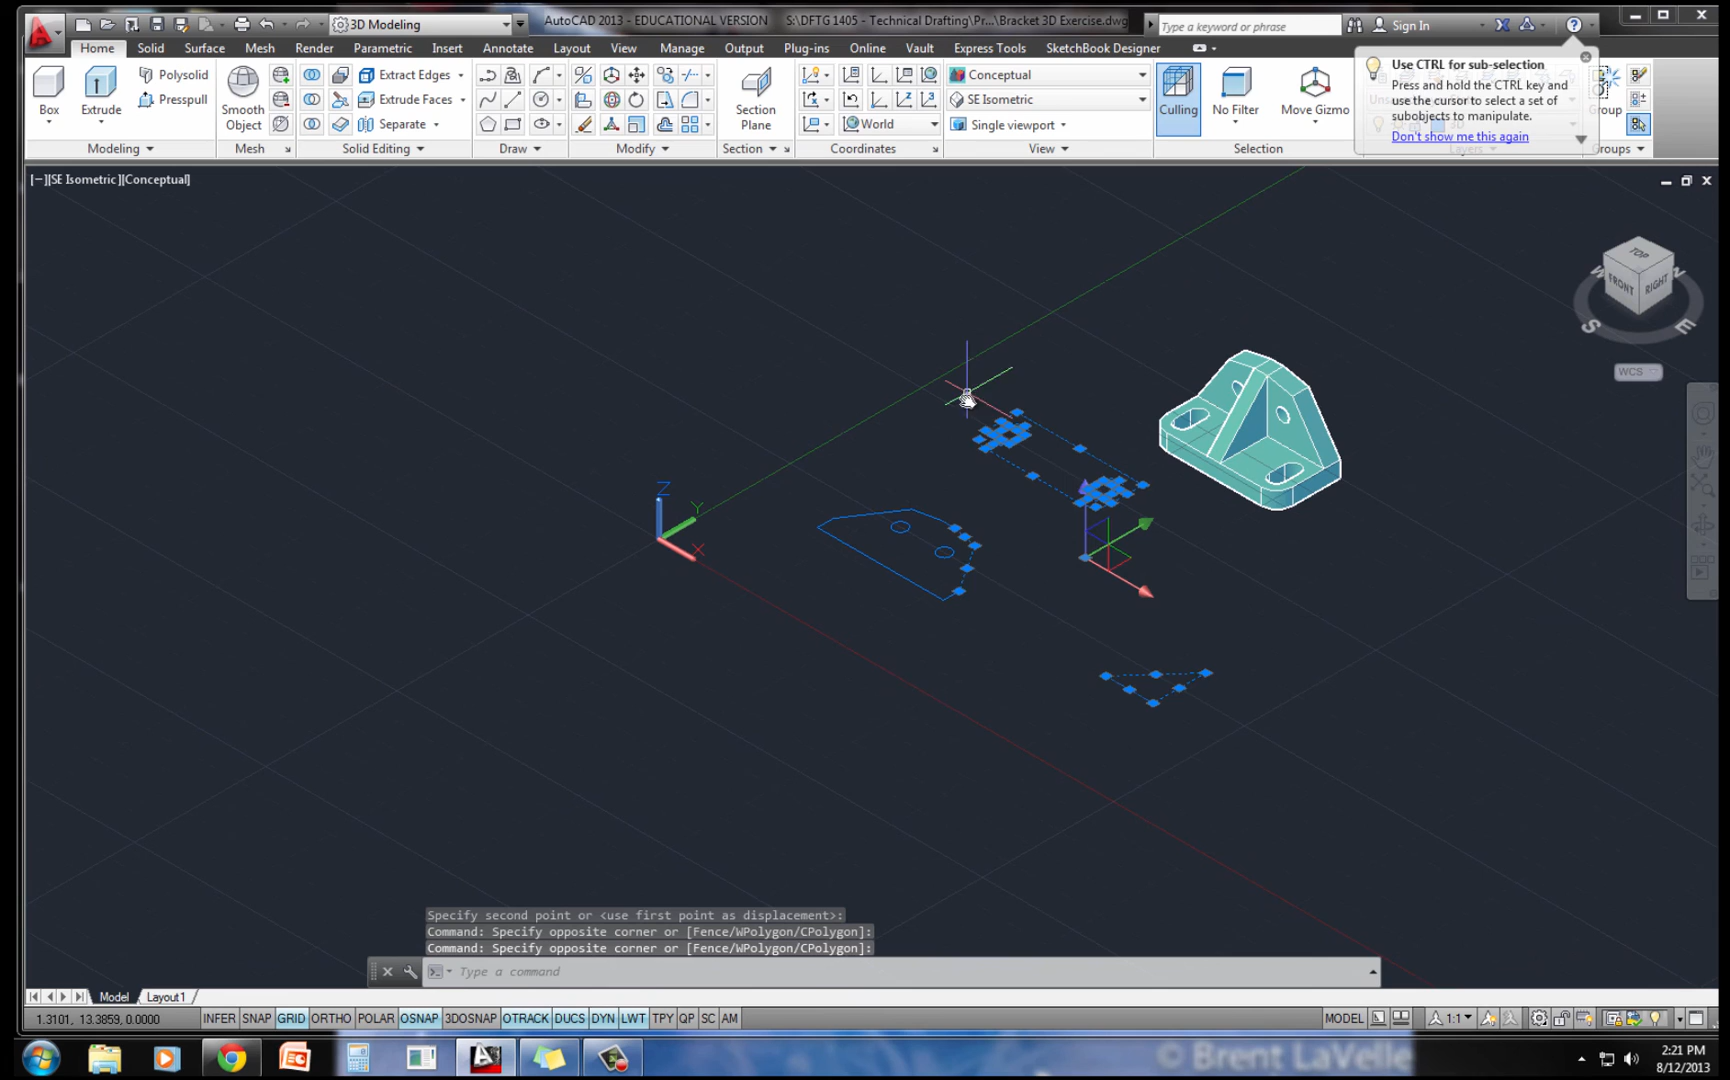 3D Modeling
AutoCAD 2013 - EDUCATIONAL VERSION
S:\DFTG 1405 - Technical Drafting\Pr...\Bracket 3D Exercise.dwg
Type a keyword or phrase
Sign In
Home Solid Surface Mesh Render Parametric Insert Annotate Layout View Manage Output Plug-ins Online Vault Express Tools SketchBook Designer
Box
Extrude
Polysolid
Presspull
Smooth
Object
Extract Edges
Extrude Faces
Separate
Section
Plane
World
Conceptual
SE Isometric
Single viewport
Culling
No Filter
Move Gizmo
Group
Modeling
Mesh
Solid Editing
Draw
Modify
Section
Coordinates
View
Selection
Layers
Groups
Use CTRL for sub-selection
Press and hold the CTRL key and
use the cursor to select a set of
subobjects to manipulate.
Don't show me this again
[−][SE Isometric][Conceptual]
TOP
FRONT
RIGHT
W
N
S
E
WCS
Z
Y
X
Specify second point or <use first point as displacement>:
Command: Specify opposite corner or [Fence/WPolygon/CPolygon]:
Command: Specify opposite corner or [Fence/WPolygon/CPolygon]:
Type a command
Model Layout1
1.3101, 13.3859, 0.0000
INFER SNAP GRID ORTHO POLAR OSNAP 3DOSNAP OTRACK DUCS DYN LWT TPY QP SC AM
MODEL
1:1
© Brent LaVelle
2:21 PM
8/12/2013